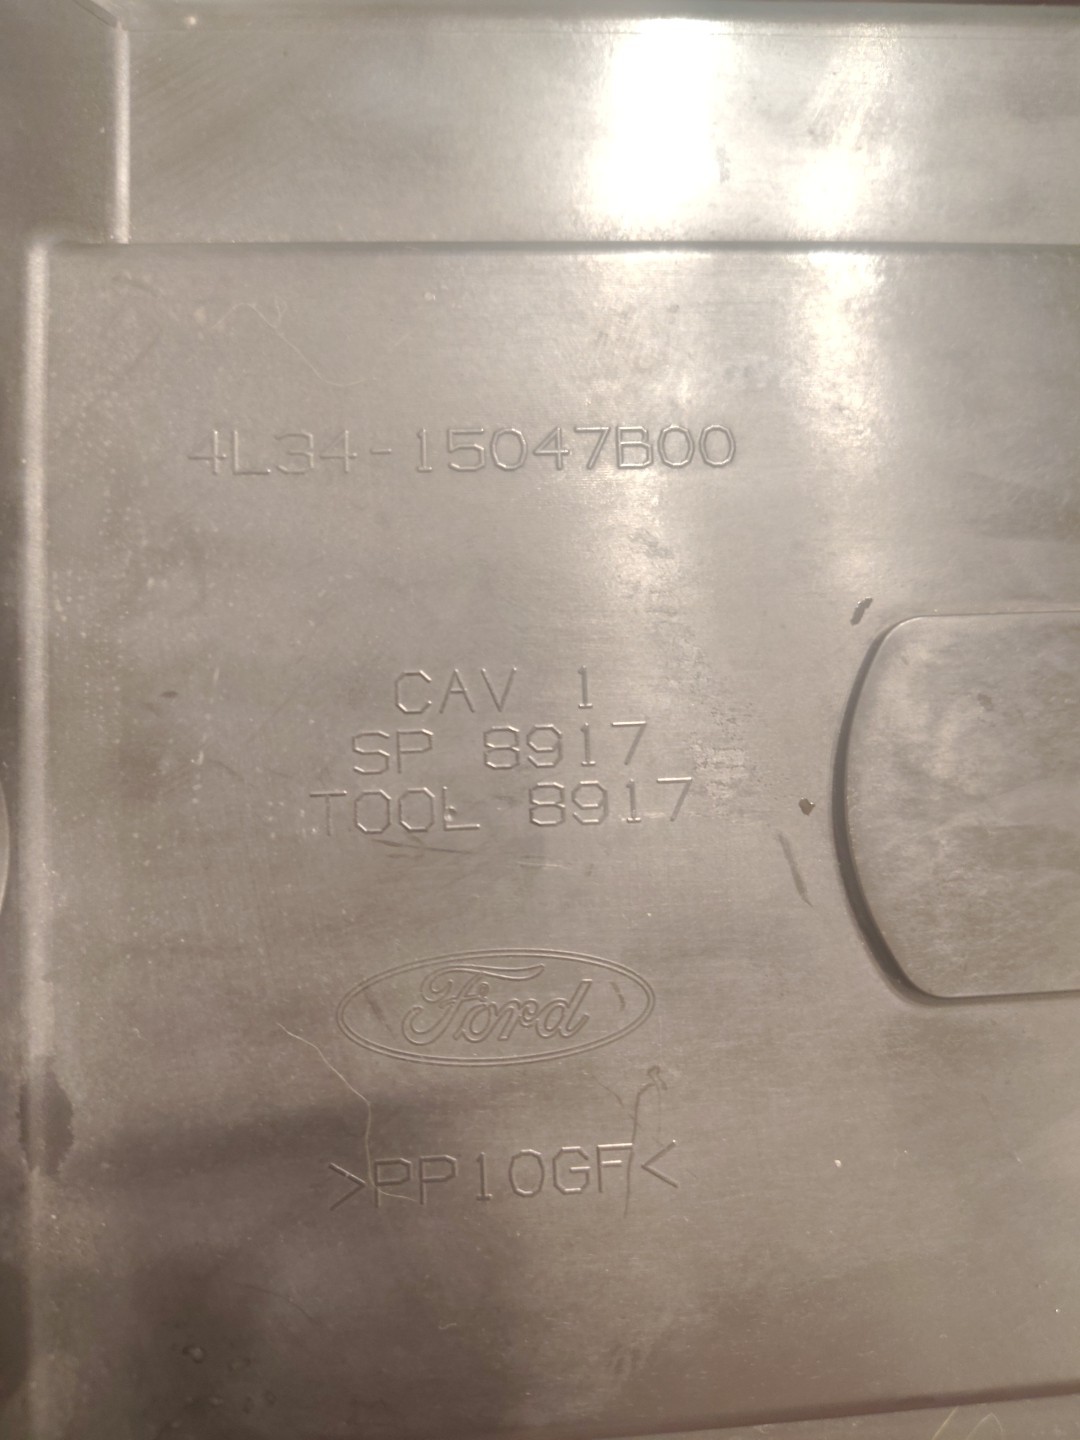 4L34-15047B00
CAV 1
SP 8917
TOOL 8917
Ford
>PP10GF<